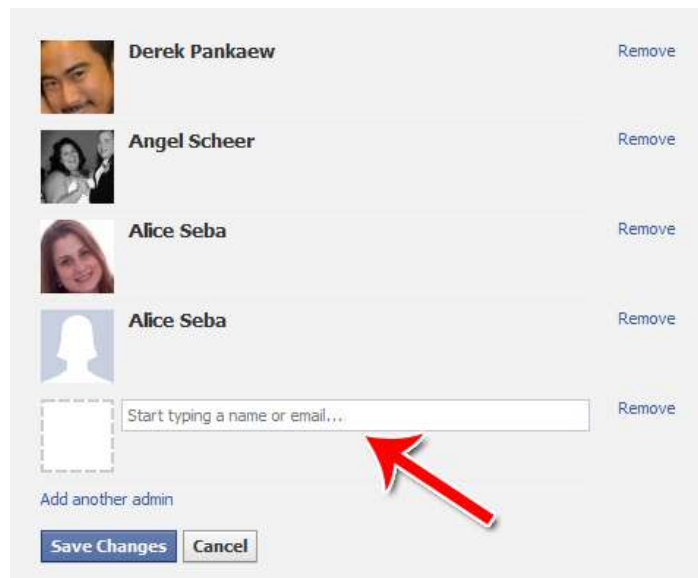 Derek Pankaew Remove
Angel Scheer Remove
Alice Seba Remove
Alice Seba Remove
Start typing a name or email... Remove
Add another admin
Save Changes Cancel